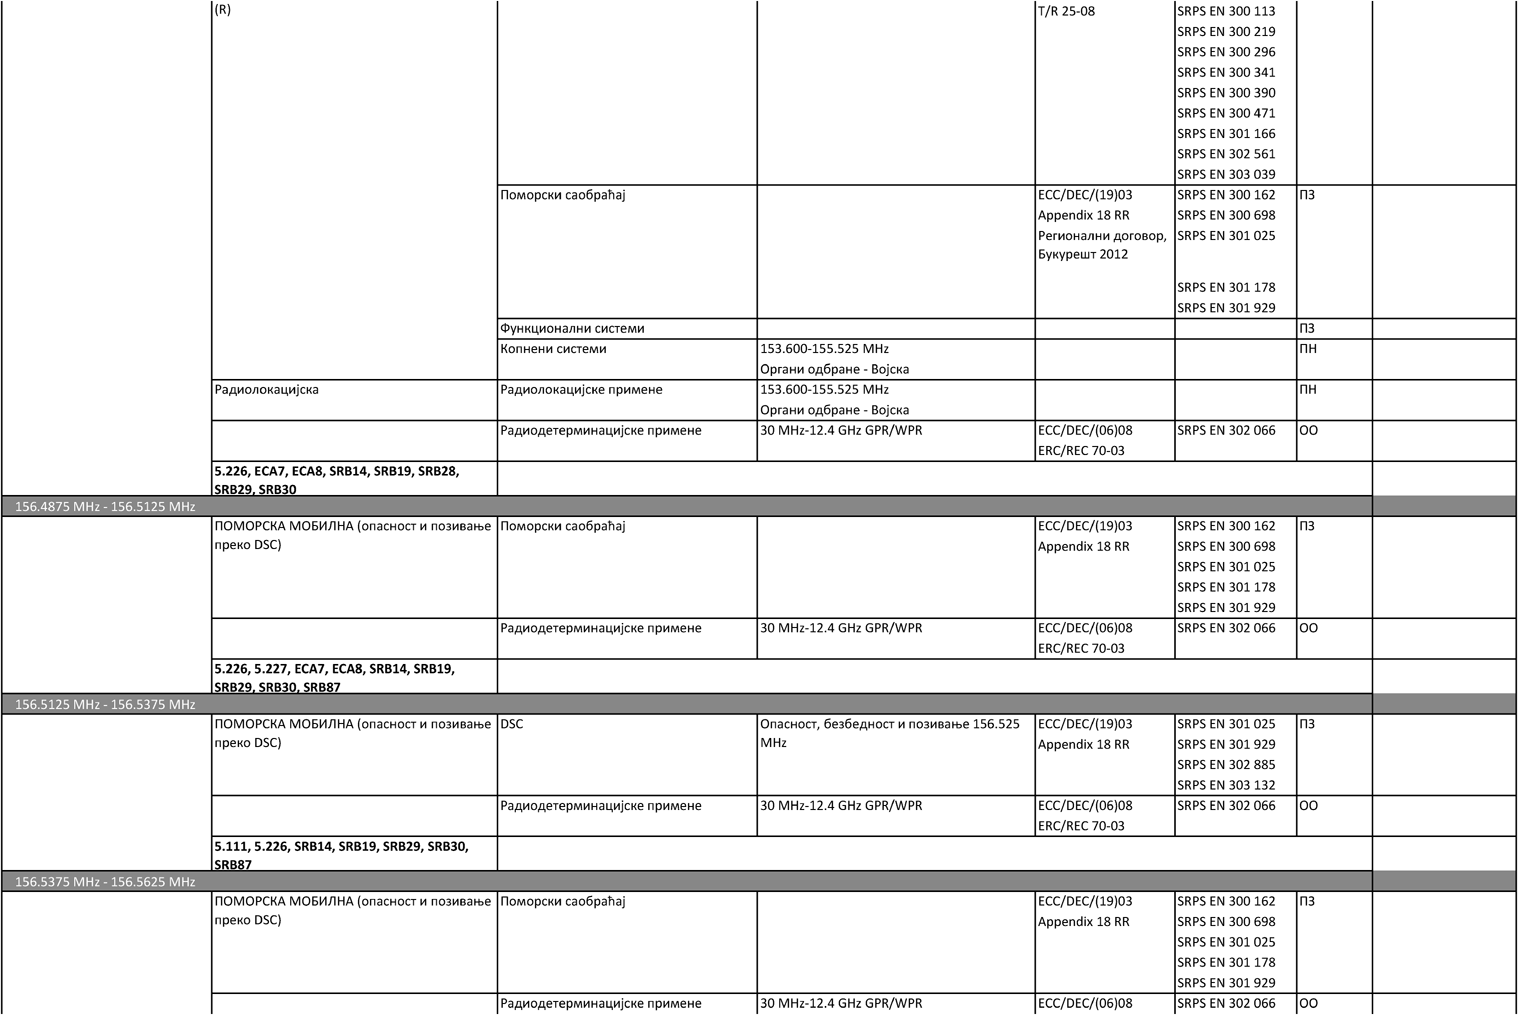 (R)
T/R 25-08
SRPS EN 300 113
SRPS EN 300 219
SRPS EN 300 296
SRPS EN 300 341
SRPS EN 300 390
SRPS EN 300 471
SRPS EN 301 166
SRPS EN 302 561
SRPS EN 303 039
Поморски саобраћај
ECC/DEC/(19)03
Appendix 18 RR
Регионални договор,
Букурешт 2012
SRPS EN 300 162
SRPS EN 300 698
SRPS EN 301 025
SRPS EN 301 178
SRPS EN 301 929
ПЗ
Функционални системи
ПЗ
Копнени системи
153.600-155.525 MHz
Органи одбране - Војска
ПН
Радиолокацијска
Радиолокацијске примене
153.600-155.525 MHz
Органи одбране - Војска
ПН
Радиодетерминацијске примене
30 MHz-12.4 GHz GPR/WPR
ECC/DEC/(06)08
ERC/REC 70-03
SRPS EN 302 066
ОО
5.226, ECA7, ECA8, SRB14, SRB19, SRB28,
SRB29, SRB30
156.4875 MHz - 156.5125 MHz
ПОМОРСКА МОБИЛНА (опасност и позивање
преко DSC)
Поморски саобраћај
ECC/DEC/(19)03
Appendix 18 RR
SRPS EN 300 162
SRPS EN 300 698
SRPS EN 301 025
SRPS EN 301 178
SRPS EN 301 929
ПЗ
Радиодетерминацијске примене
30 MHz-12.4 GHz GPR/WPR
ECC/DEC/(06)08
ERC/REC 70-03
SRPS EN 302 066
ОО
5.226, 5.227, ECA7, ECA8, SRB14, SRB19,
SRB29, SRB30, SRB87
156.5125 MHz - 156.5375 MHz
ПОМОРСКА МОБИЛНА (опасност и позивање
преко DSC)
DSC
Опасност, безбедност и позивање 156.525
MHz
ECC/DEC/(19)03
Appendix 18 RR
SRPS EN 301 025
SRPS EN 301 929
SRPS EN 302 885
SRPS EN 303 132
ПЗ
Радиодетерминацијске примене
30 MHz-12.4 GHz GPR/WPR
ECC/DEC/(06)08
ERC/REC 70-03
SRPS EN 302 066
ОО
5.111, 5.226, SRB14, SRB19, SRB29, SRB30,
SRB87
156.5375 MHz - 156.5625 MHz
ПОМОРСКА МОБИЛНА (опасност и позивање
преко DSC)
Поморски саобраћај
ECC/DEC/(19)03
Appendix 18 RR
SRPS EN 300 162
SRPS EN 300 698
SRPS EN 301 025
SRPS EN 301 178
SRPS EN 301 929
ПЗ
Радиодетерминацијске примене
30 MHz-12.4 GHz GPR/WPR
ECC/DEC/(06)08
SRPS EN 302 066
ОО